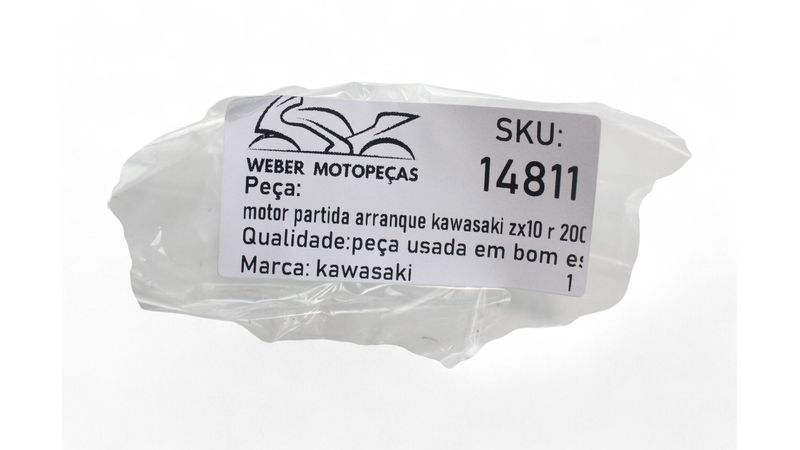 WEBER MOTOPEÇAS
SKU:
14811
Peça:
motor partida arranque kawasaki zx10 r 200
Qualidade:peça usada em bom es
Marca: kawasaki
1